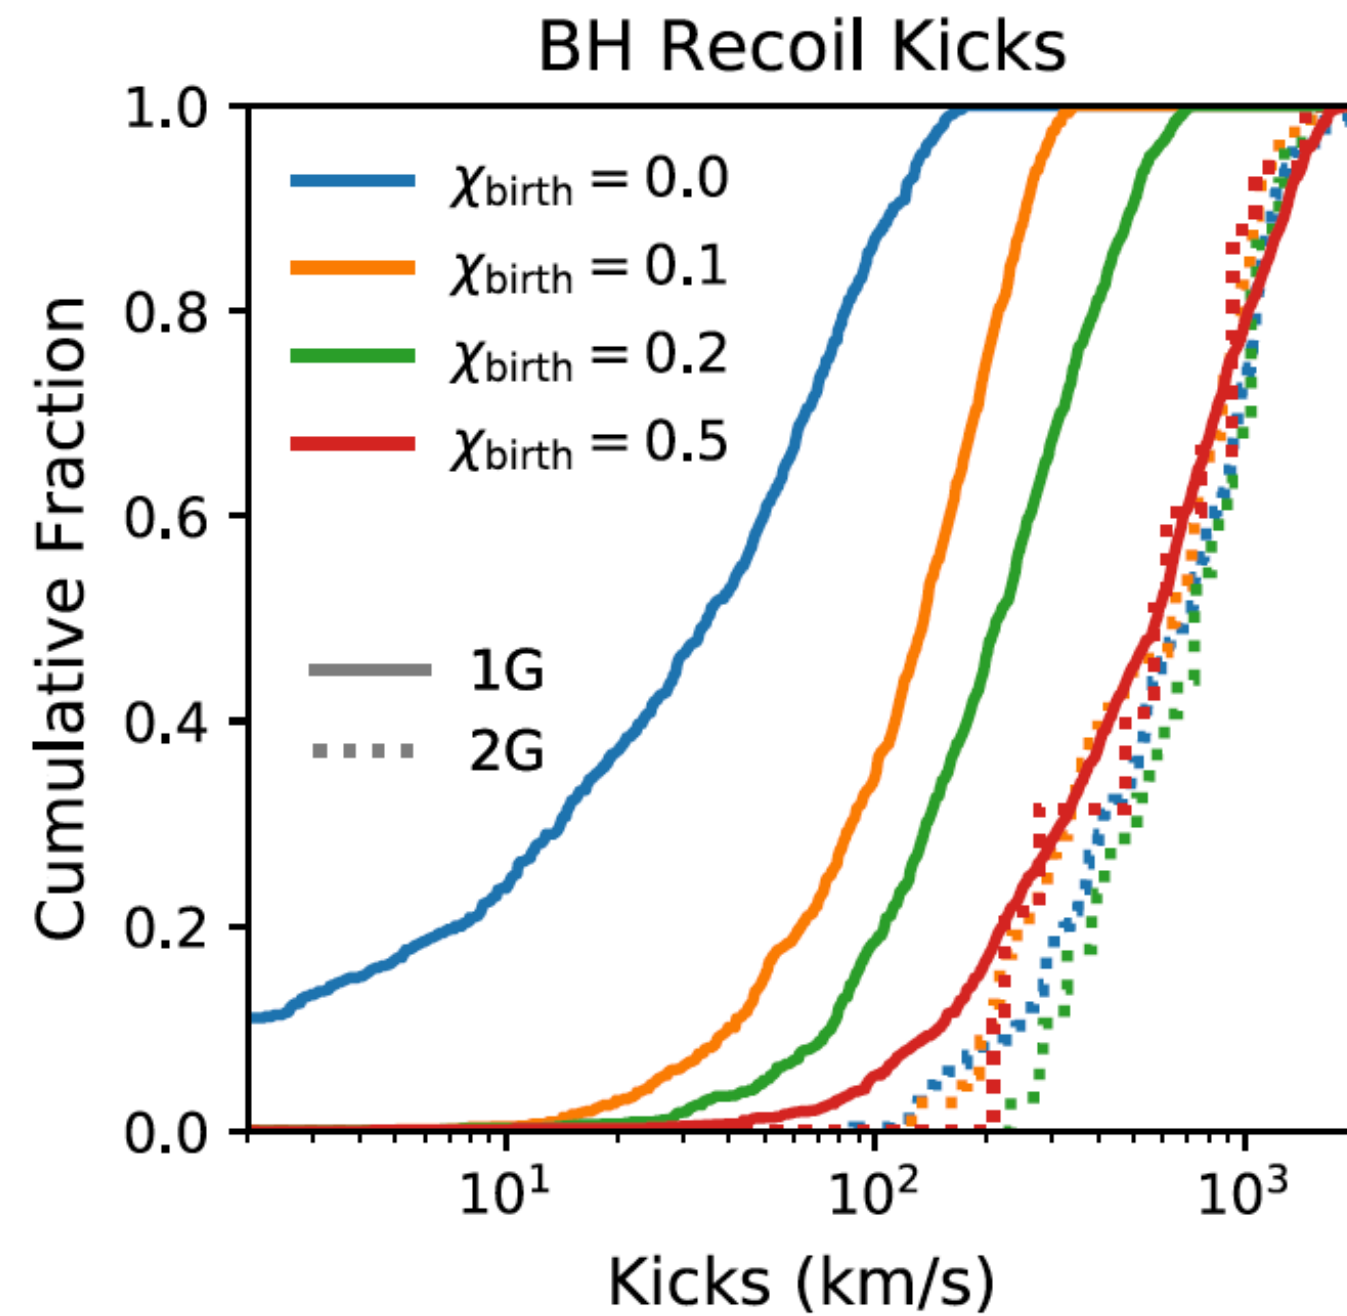 BH Recoil Kicks
1.0
0.8
0.6
0.4
0.2
0.0
Cumulative Fraction
χbirth = 0.0
χbirth = 0.1
χbirth = 0.2
χbirth = 0.5
1G
2G
10¹ 10² 10³
Kicks (km/s)